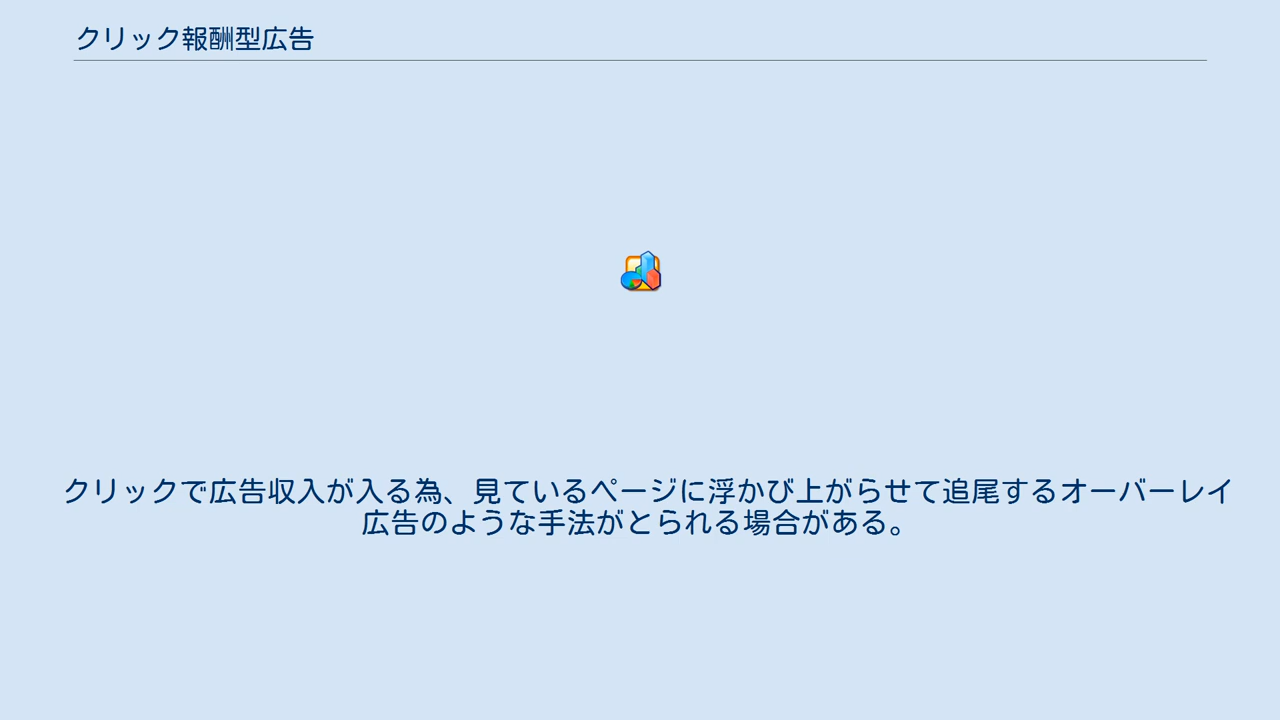 クリック報酬型広告
クリックで広告収入が入る為、見ているページに浮かび上がらせて追尾するオーバーレイ
広告のような手法がとられる場合がある。